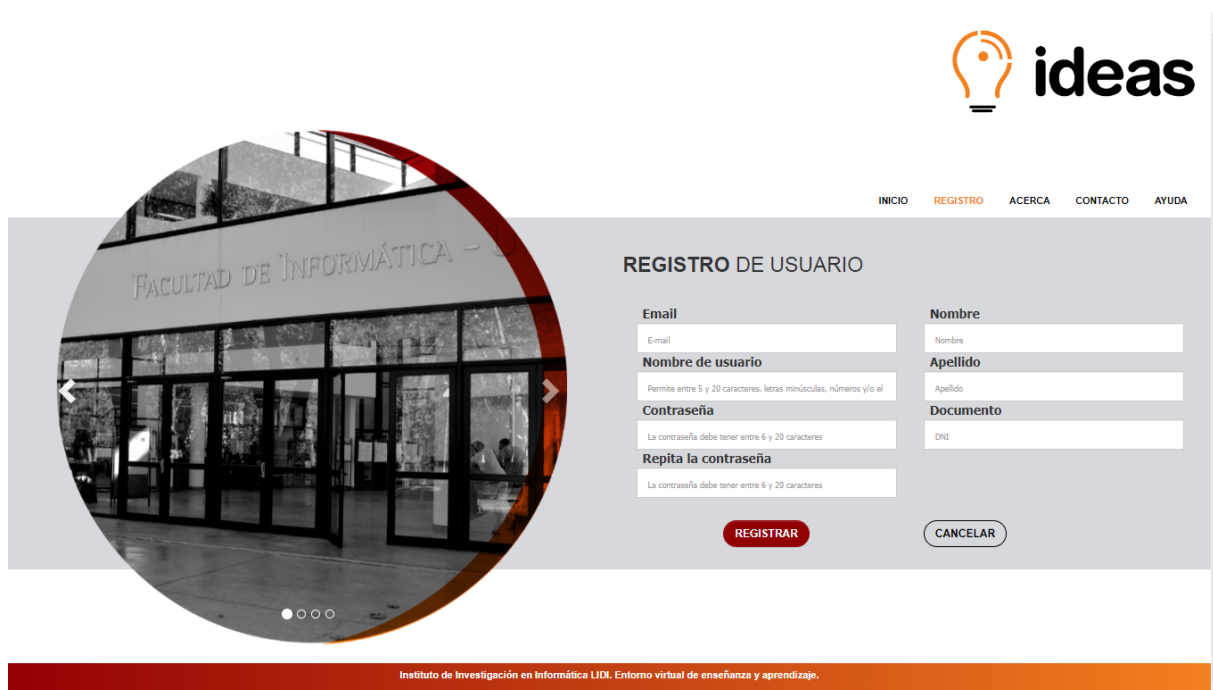 ideas
INICIO REGISTRO ACERCA CONTACTO AYUDA
FACULTAD DE INFORMÁTICA –
REGISTRO DE USUARIO
Email
E-mail
Nombre de usuario
Permite entre 5 y 20 caracteres, letras minúsculas, números y/o el
Contraseña
La contraseña debe tener entre 6 y 20 caracteres
Repita la contraseña
La contraseña debe tener entre 6 y 20 caracteres
Nombre
Nombre
Apellido
Apellido
Documento
DNI
REGISTRAR CANCELAR
Instituto de Investigación en Informática LIDI. Entorno virtual de enseñanza y aprendizaje.